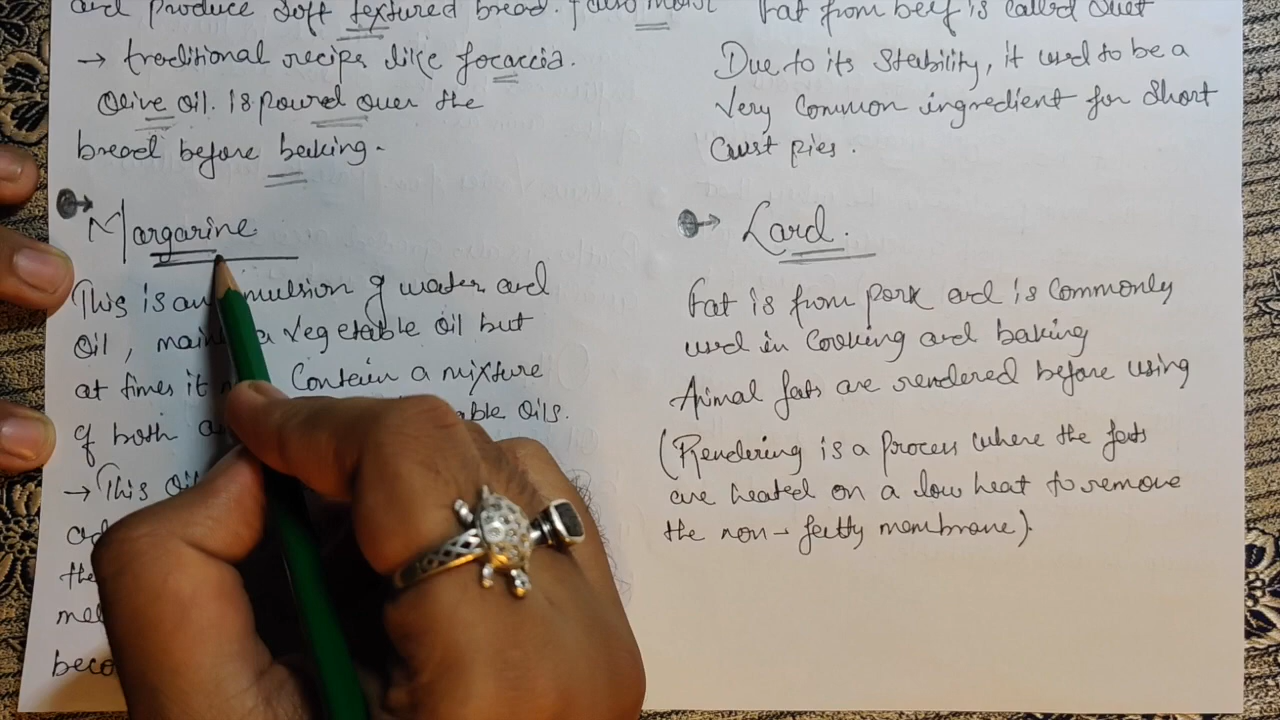 and produce soft textured bread. also moist
→ traditional recipe like focaccia.
Olive oil. is poured over the
bread before baking.
Margarine
This is an emulsion of water and
Oil, main a vegetable oil but
at times it Contain a mixture
of both able Oils.
→ This Oil
the
Fat from beef is called Suet
Due to its Stability, it used to be a
Very Common ingredient for Short
Crust pies.
Lard.
Fat is from pork and is Commonly
used in Cooking and baking
Animal fats are rendered before using
(Rendering is a Process where the fats
are heated on a low heat to remove
the non-fatty membrane).